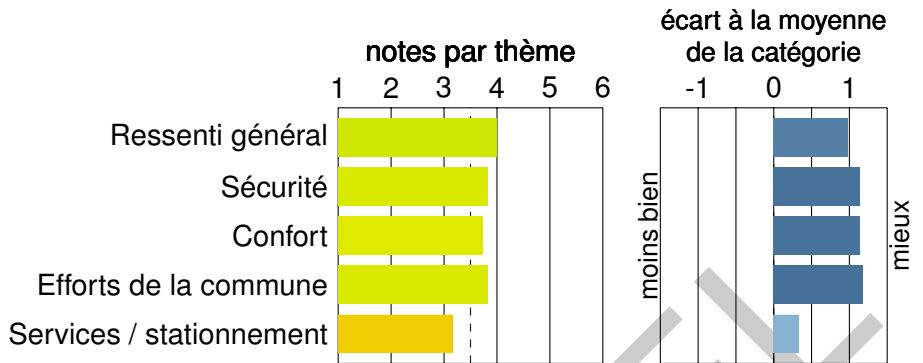 écart à la moyenne
de la catégorie
notes par thème
1 2 3 4 5 6
-1 0 1
Ressenti général
Sécurité
Confort
Efforts de la commune
Services / stationnement
moins bien
mieux